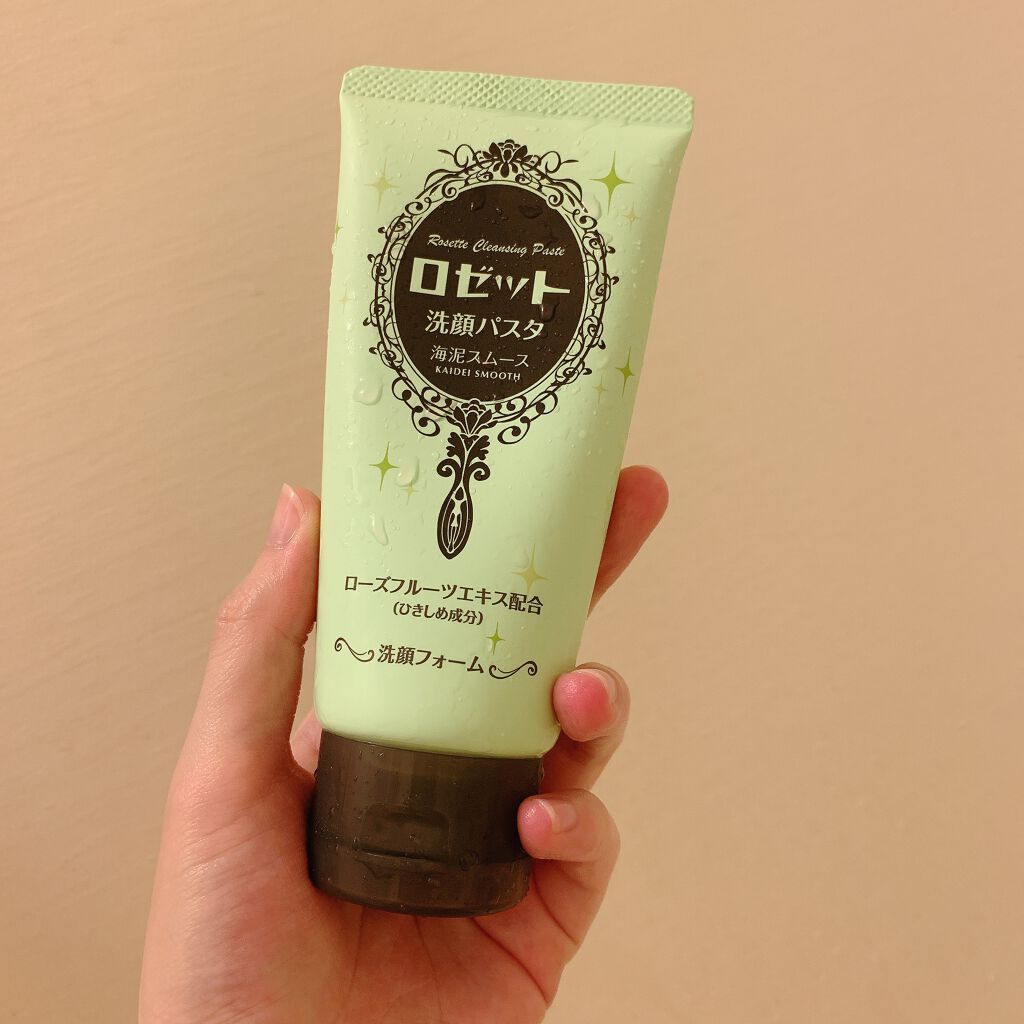 Rosette Cleansing Paste
ロゼット
洗顔パスタ
海泥スムース
KAIDEI SMOOTH
ローズフルーツエキス配合
(ひきしめ成分)
洗顔フォーム